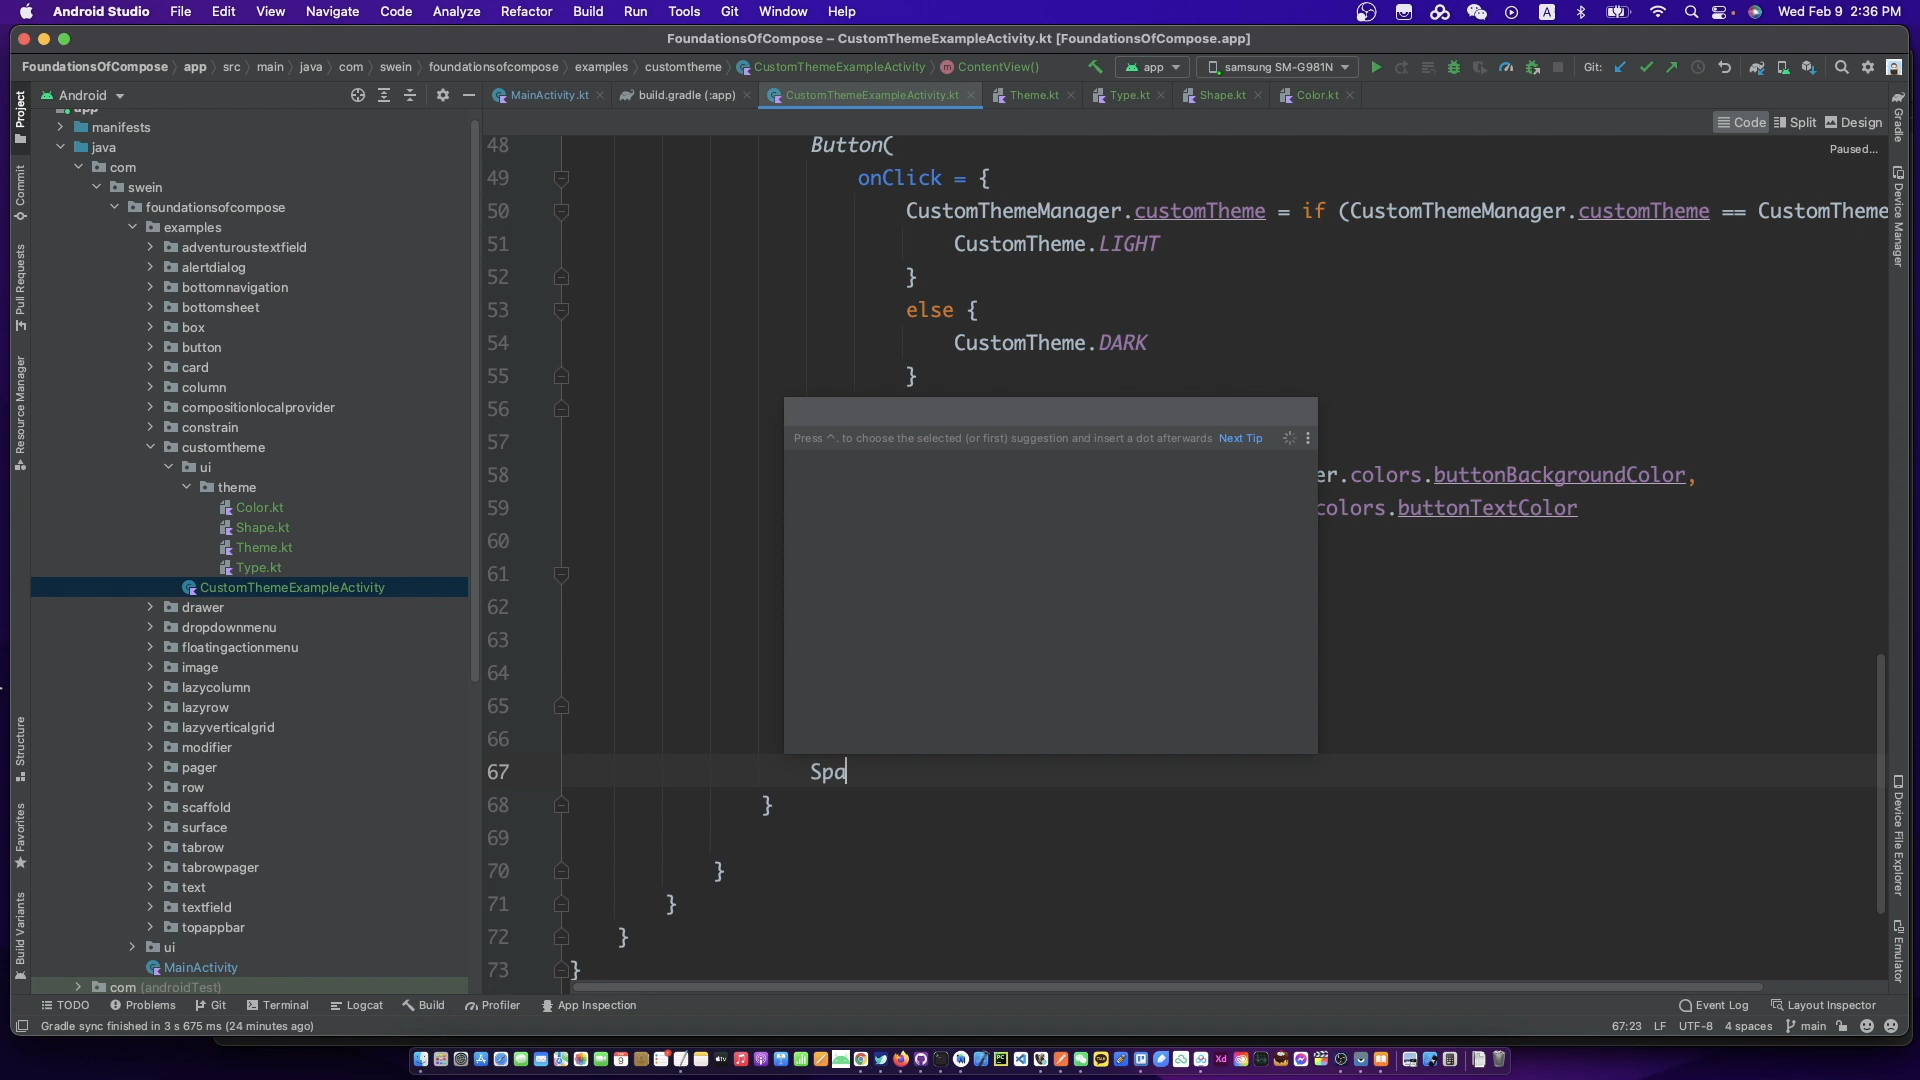 Android Studio File Edit View Navigate Code Analyze Refactor Build Run Tools Git Window Help A Wed Feb 9 2:36 PM
FoundationsOfCompose – CustomThemeExampleActivity.kt [FoundationsOfCompose.app]
FoundationsOfCompose app src main java com swein foundationsofcompose examples customtheme CustomThemeExampleActivity ContentView() app samsung SM-G981N Git:
Android
MainActivity.kt build.gradle (:app) CustomThemeExampleActivity.kt Theme.kt Type.kt Shape.kt Color.kt
Code Split Design
Paused...
Project
Commit
Pull Requests
Resource Manager
Structure
Favorites
Build Variants
app
manifests
java
com
swein
foundationsofcompose
examples
adventuroustextfield
alertdialog
bottomnavigation
bottomsheet
box
button
card
column
compositionlocalprovider
constrain
customtheme
ui
theme
Color.kt
Shape.kt
Theme.kt
Type.kt
CustomThemeExampleActivity
drawer
dropdownmenu
floatingactionmenu
image
lazycolumn
lazyrow
lazyverticalgrid
modifier
pager
row
scaffold
surface
tabrow
tabrowpager
text
textfield
topappbar
ui
MainActivity
com (androidTest)
48 Button(
49 onClick = {
50 CustomThemeManager.customTheme = if (CustomThemeManager.customTheme == CustomTheme
51 CustomTheme.LIGHT
52 }
53 else {
54 CustomTheme.DARK
55 }
56
57
Press ^. to choose the selected (or first) suggestion and insert a dot afterwards Next Tip
58 er.colors.buttonBackgroundColor,
59 colors.buttonTextColor
60
61
62
63
64
65
66
67 Spa
68 }
69
70 }
71 }
72 }
73 }
Gradle
Device Manager
Device File Explorer
Emulator
TODO Problems Git Terminal Logcat Build Profiler App Inspection Event Log Layout Inspector
Gradle sync finished in 3 s 675 ms (24 minutes ago) 67:23 LF UTF-8 4 spaces main